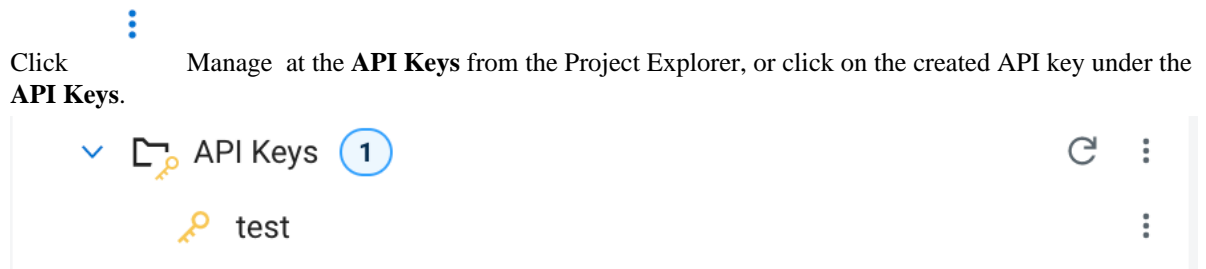 Click Manage at the API Keys from the Project Explorer, or click on the created API key under the
API Keys.
API Keys 1
test